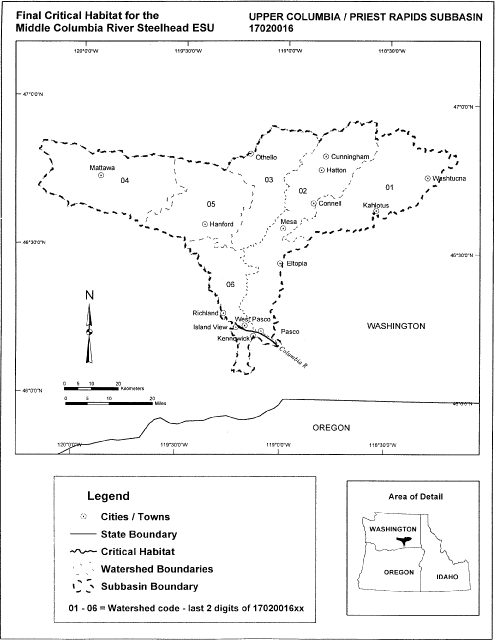 Final Critical Habitat for the
Middle Columbia River Steelhead ESU
UPPER COLUMBIA / PRIEST RAPIDS SUBBASIN
17020016
120°0'0"W
119°30'0"W
119°0'0"W
118°30'0"W
47°0'0"N
47°0'0"N
Othello
Cunningham
Mattawa
04
03
Hatton
Washtucna
02
01
05
Connell
Kahlotus
Hanford
Mesa
46°30'0"N
46°30'0"N
Eltopia
06
N
Richland
West Pasco
Island View
Pasco
WASHINGTON
Kennewick
Columbia R
0 5 10 20
Kilometers
46°0'0"N
0 5 10 20
Miles
46°0'0"N
OREGON
120°0'0"W
119°30'0"W
119°0'0"W
118°30'0"W
Legend
Cities / Towns
State Boundary
Critical Habitat
Watershed Boundaries
Subbasin Boundary
01 - 06 = Watershed code - last 2 digits of 17020016xx
Area of Detail
WASHINGTON
OREGON
IDAHO